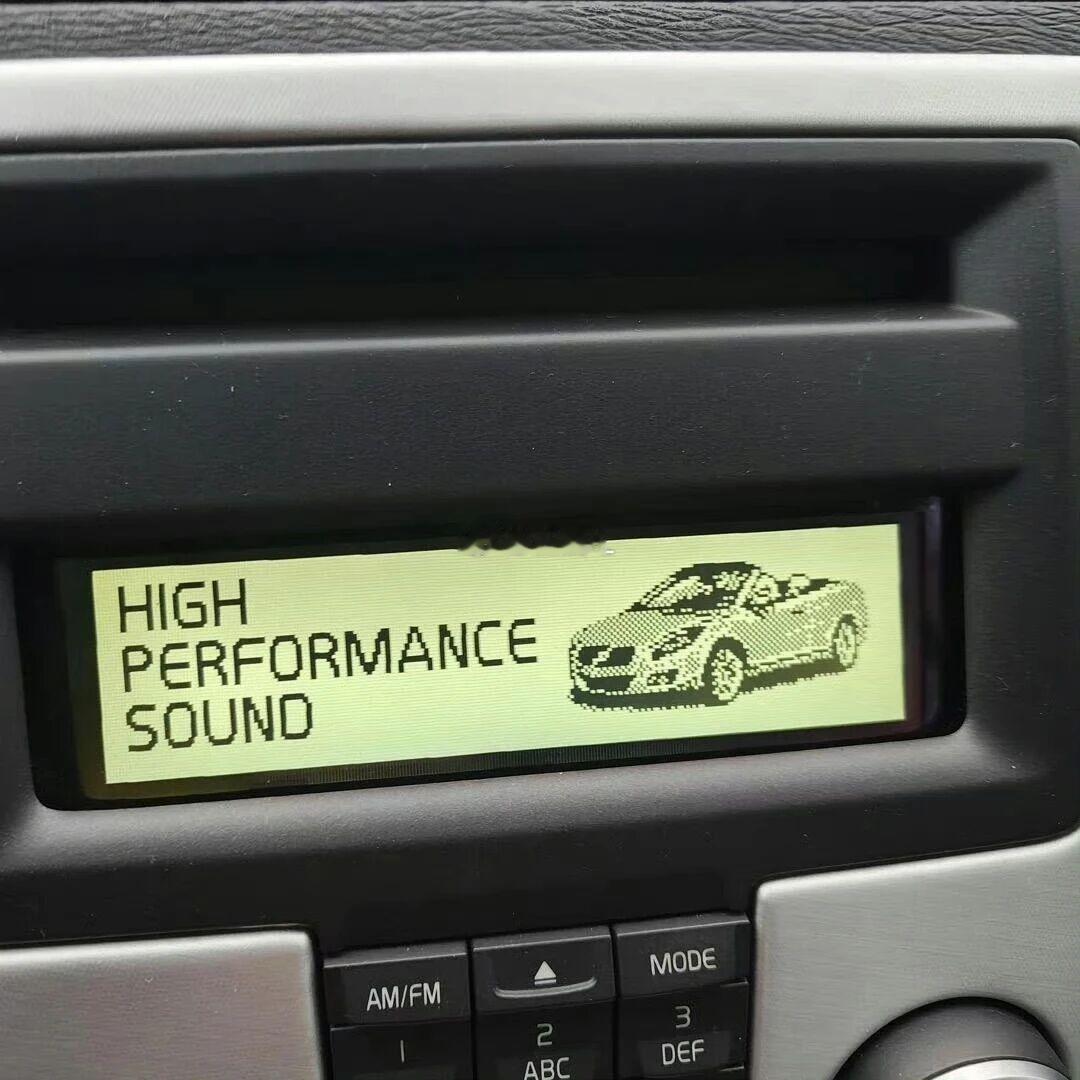 HIGH
PERFORMANCE
SOUND
AM/FM
MODE
1
2
3
ABC
DEF